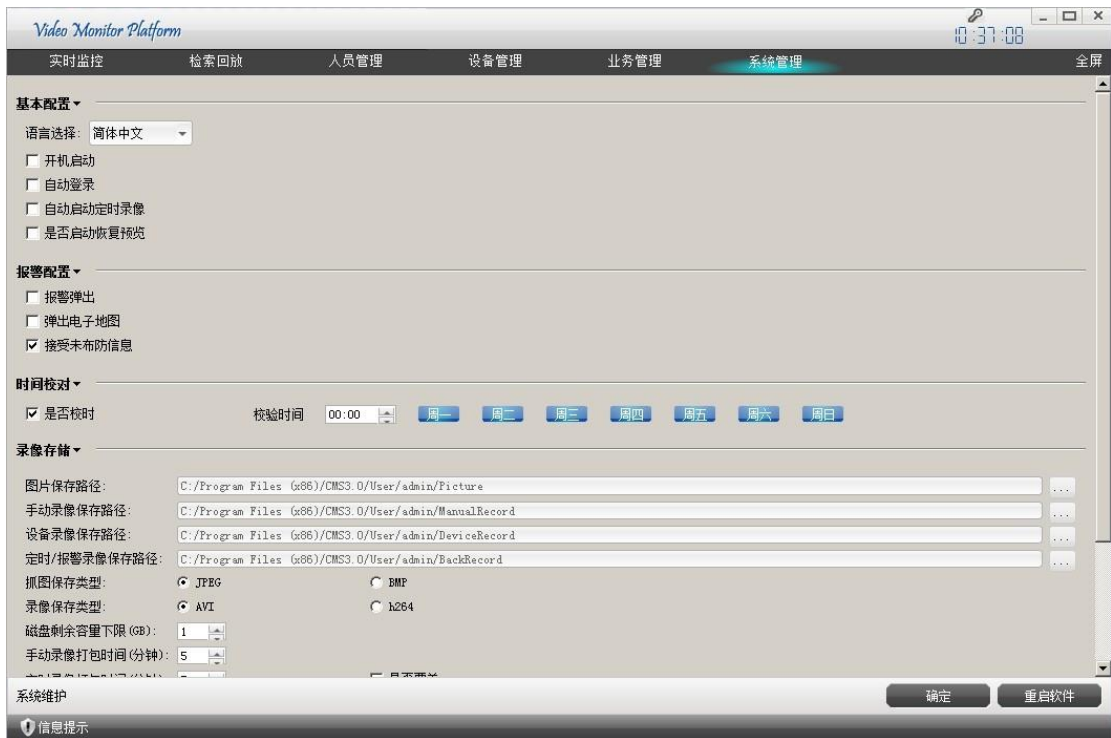 Video Monitor Platform
10:37:08
实时监控 检索回放 人员管理 设备管理 业务管理 系统管理 全屏
基本配置
语言选择: 简体中文
开机启动
自动登录
自动启动定时录像
是否启动恢复预览
报警配置
报警弹出
弹出电子地图
接受未布防信息
时间校对
是否校时 校验时间 00:00 周一 周二 周三 周四 周五 周六 周日
录像存储
图片保存路径: C:/Program Files (x86)/CMS3.0/User/admin/Picture ...
手动录像保存路径: C:/Program Files (x86)/CMS3.0/User/admin/ManualRecord ...
设备录像保存路径: C:/Program Files (x86)/CMS3.0/User/admin/DeviceRecord ...
定时/报警录像保存路径: C:/Program Files (x86)/CMS3.0/User/admin/BackRecord ...
抓图保存类型: JPEG BMP
录像保存类型: AVI h264
磁盘剩余容量下限(GB): 1
手动录像打包时间(分钟): 5
系统维护 确定 重启软件
信息提示